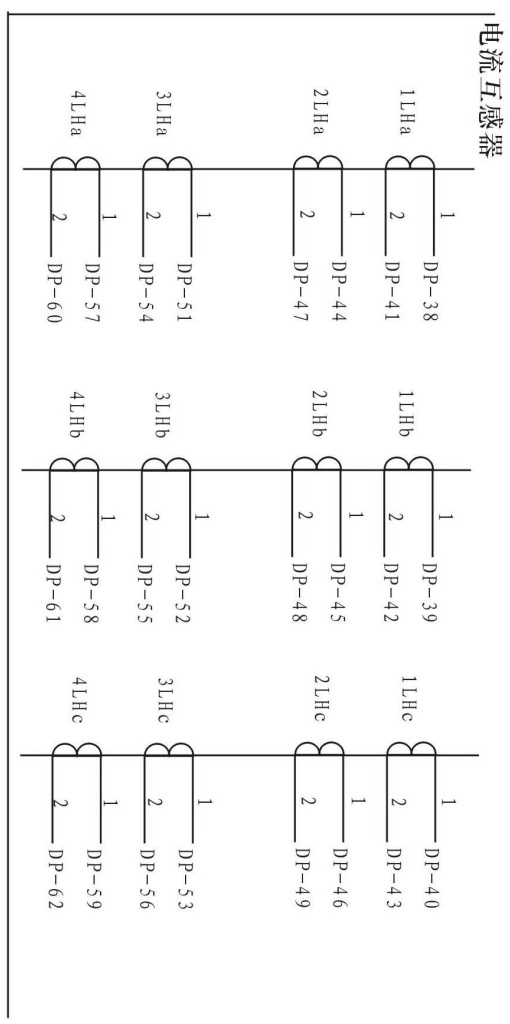 电流互感器
1LHa
1
2
DP-38
DP-41
2LHa
1
2
DP-44
DP-47
3LHa
1
2
DP-51
DP-54
4LHa
1
2
DP-57
DP-60
1LHb
1
2
DP-39
DP-42
2LHb
1
2
DP-45
DP-48
3LHb
1
2
DP-52
DP-55
4LHb
1
2
DP-58
DP-61
1LHc
1
2
DP-40
DP-43
2LHc
1
2
DP-46
DP-49
3LHc
1
2
DP-53
DP-56
4LHc
1
2
DP-59
DP-62